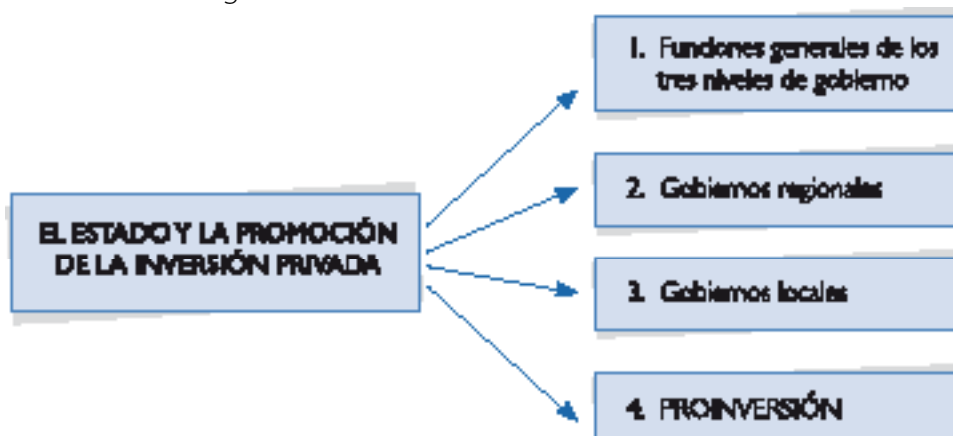 EL ESTADO Y LA PROMOCIÓN
DE LA INVERSIÓN PRIVADA
1. Funciones generales de los
tres niveles de gobierno
2. Gobiernos regionales
3. Gobiernos locales
4. PROINVERSIÓN